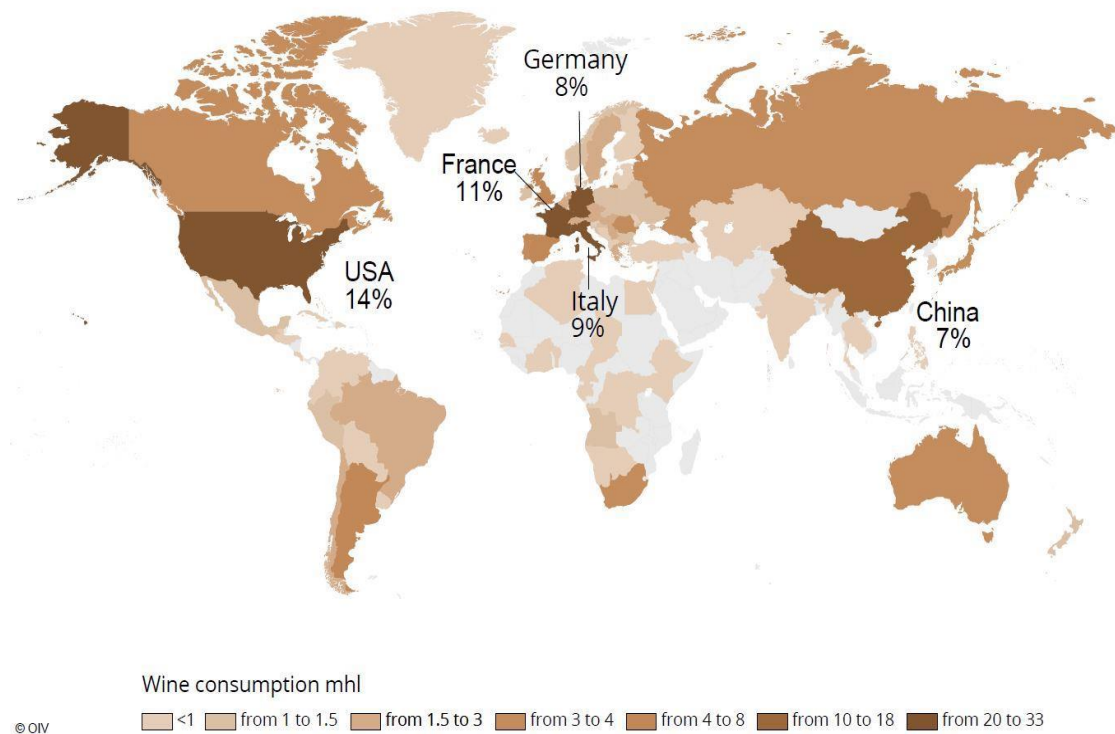 Germany
8%
France
11%
USA
14%
Italy
9%
China
7%
Wine consumption mhl
<1
from 1 to 1.5
from 1.5 to 3
from 3 to 4
from 4 to 8
from 10 to 18
from 20 to 33
© OIV